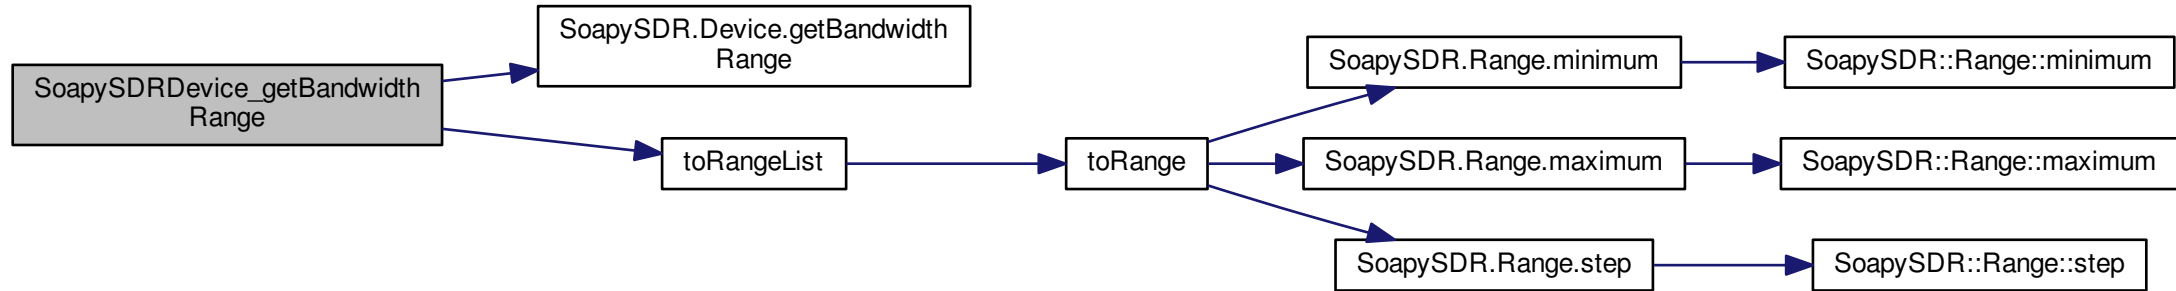 SoapySDRDevice_getBandwidth
Range
SoapySDR.Device.getBandwidth
Range
toRangeList
toRange
SoapySDR.Range.minimum
SoapySDR::Range::minimum
SoapySDR.Range.maximum
SoapySDR::Range::maximum
SoapySDR.Range.step
SoapySDR::Range::step